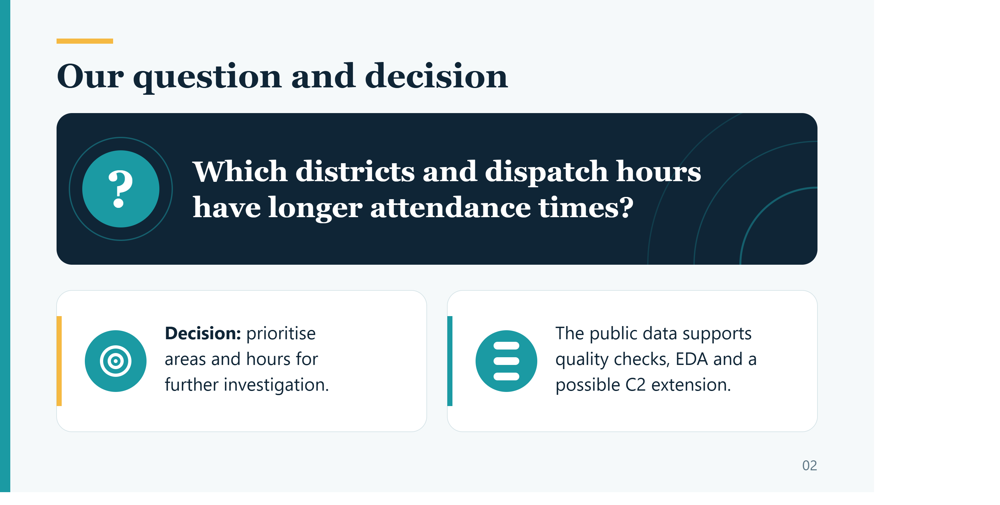 Our question and decision
?
Which districts and dispatch hours
have longer attendance times?
Decision: prioritise
areas and hours for
further investigation.
The public data supports
quality checks, EDA and a
possible C2 extension.
02